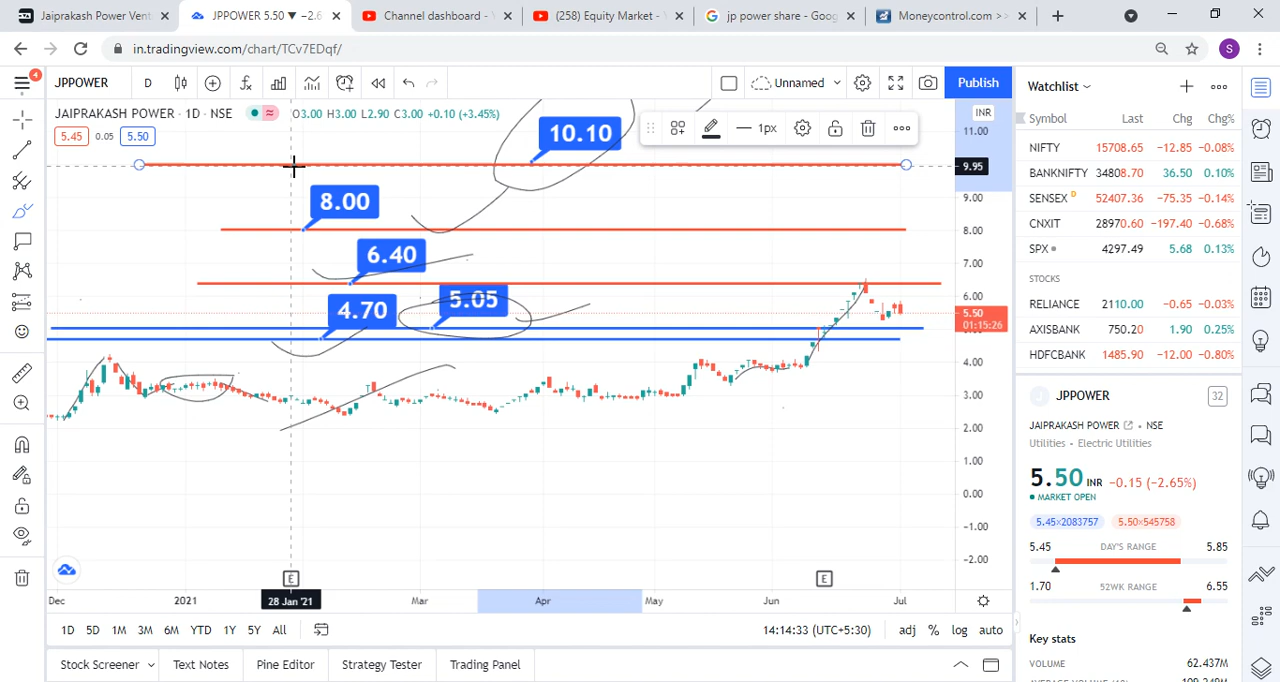 Jaiprakash Power Vent
JPPOWER 5.50 ▼ −2.6
Channel dashboard -
(258) Equity Market -
jp power share - Goog
Moneycontrol.com >>
in.tradingview.com/chart/TCv7EDqf/
S
4
JPPOWER
D
Unnamed
Publish
JAIPRAKASH POWER · 1D · NSE
O3.00 H3.00 L2.90 C3.00 +0.10 (+3.45%)
5.45
0.05
5.50
1px
INR
11.00
9.95
9.00
8.00
7.00
6.00
5.50
01:15:26
4.00
3.00
2.00
1.00
0.00
−1.00
−2.00
10.10
8.00
6.40
5.05
4.70
E
E
Dec
2021
28 Jan '21
Mar
Apr
May
Jun
Jul
1D 5D 1M 3M 6M YTD 1Y 5Y All
14:14:33 (UTC+5:30)
adj % log auto
Stock Screener
Text Notes
Pine Editor
Strategy Tester
Trading Panel
Watchlist
Symbol Last Chg Chg%
NIFTY 15708.65 −12.85 −0.08%
BANKNIFTY 34808.70 36.50 0.10%
SENSEX D 52407.36 −75.35 −0.14%
CNXIT 28970.60 −197.40 −0.68%
SPX 4297.49 5.68 0.13%
STOCKS
RELIANCE 2110.00 −0.65 −0.03%
AXISBANK 750.20 1.90 0.25%
HDFCBANK 1485.90 −12.00 −0.80%
J
JPPOWER
32
JAIPRAKASH POWER • NSE
Utilities • Electric Utilities
5.50 INR −0.15 (−2.65%)
MARKET OPEN
5.45×2083757
5.50×545758
5.45 DAY'S RANGE 5.85
1.70 52WK RANGE 6.55
Key stats
VOLUME 62.437M